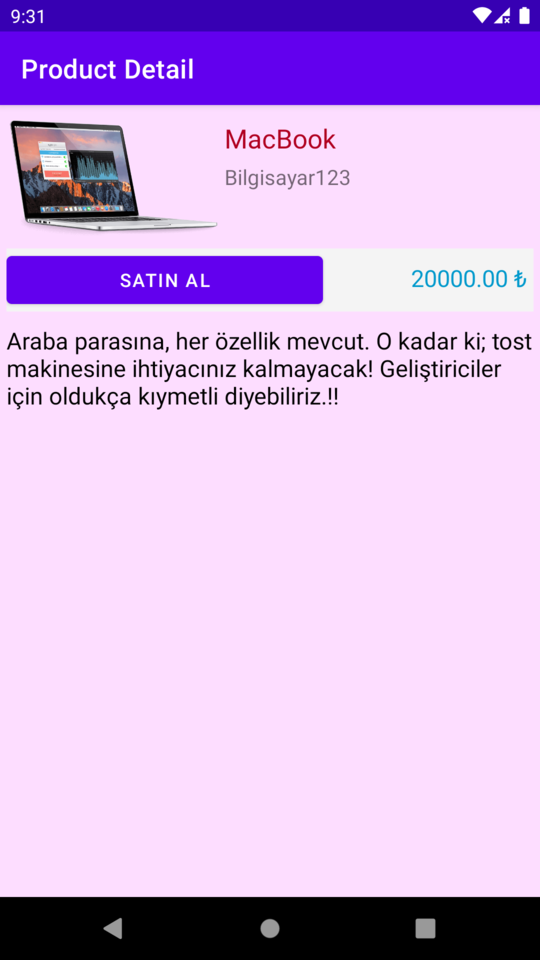 9:31
Product Detail
MacBook
Bilgisayar123
SATIN AL
20000.00 ₺
Araba parasına, her özellik mevcut. O kadar ki; tost
makinesine ihtiyacınız kalmayacak! Geliştiriciler
için oldukça kıymetli diyebiliriz.!!